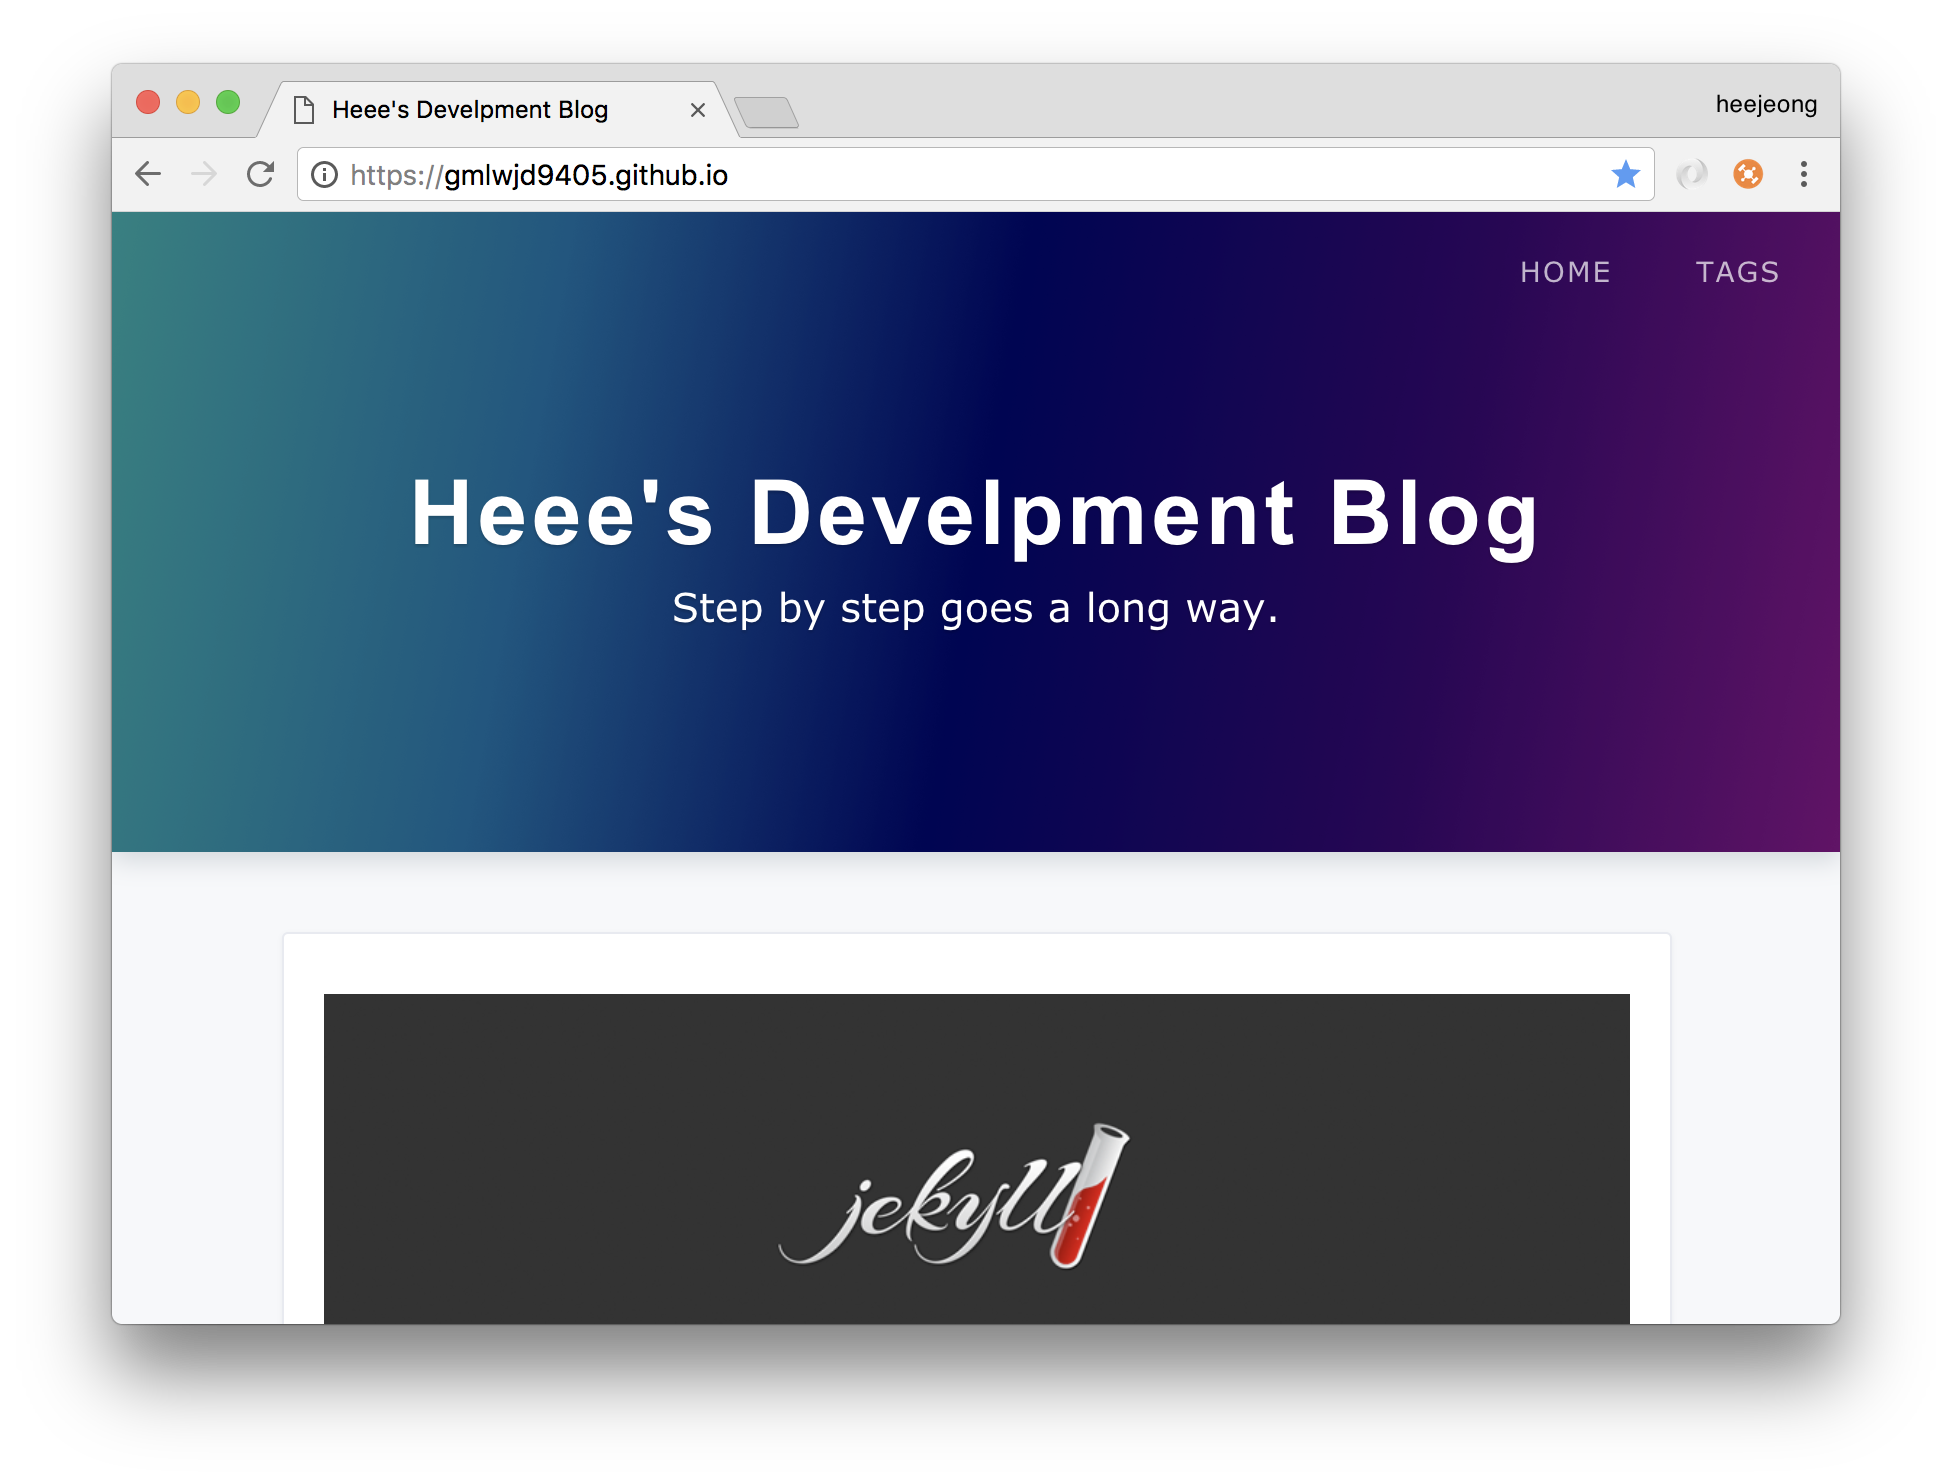 Heee's Develpment Blog
heejeong
https://gmlwjd9405.github.io
HOME TAGS
Heee's Develpment Blog
Step by step goes a long way.
jekyll